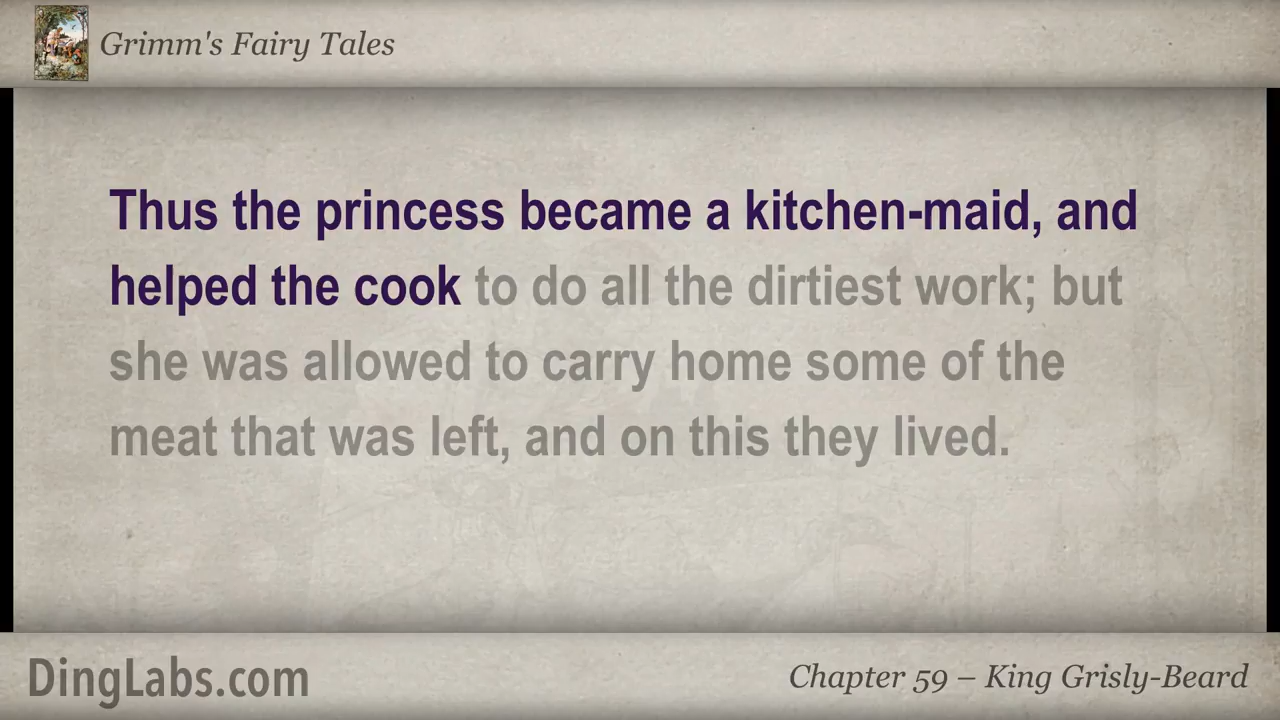 Grimm's Fairy Tales
Thus the princess became a kitchen-maid, and
helped the cook to do all the dirtiest work; but
she was allowed to carry home some of the
meat that was left, and on this they lived.
DingLabs.com
Chapter 59 – King Grisly-Beard